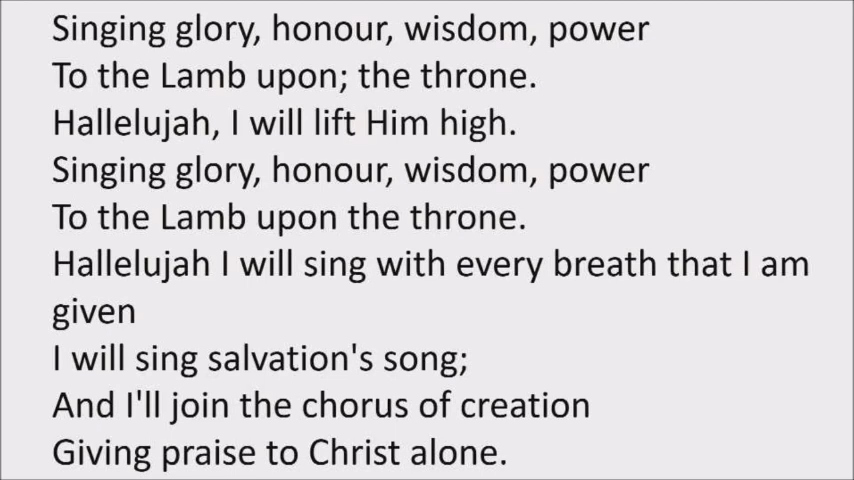 Singing glory, honour, wisdom, power
To the Lamb upon; the throne.
Hallelujah, I will lift Him high.
Singing glory, honour, wisdom, power
To the Lamb upon the throne.
Hallelujah I will sing with every breath that I am
given
I will sing salvation's song;
And I'll join the chorus of creation
Giving praise to Christ alone.